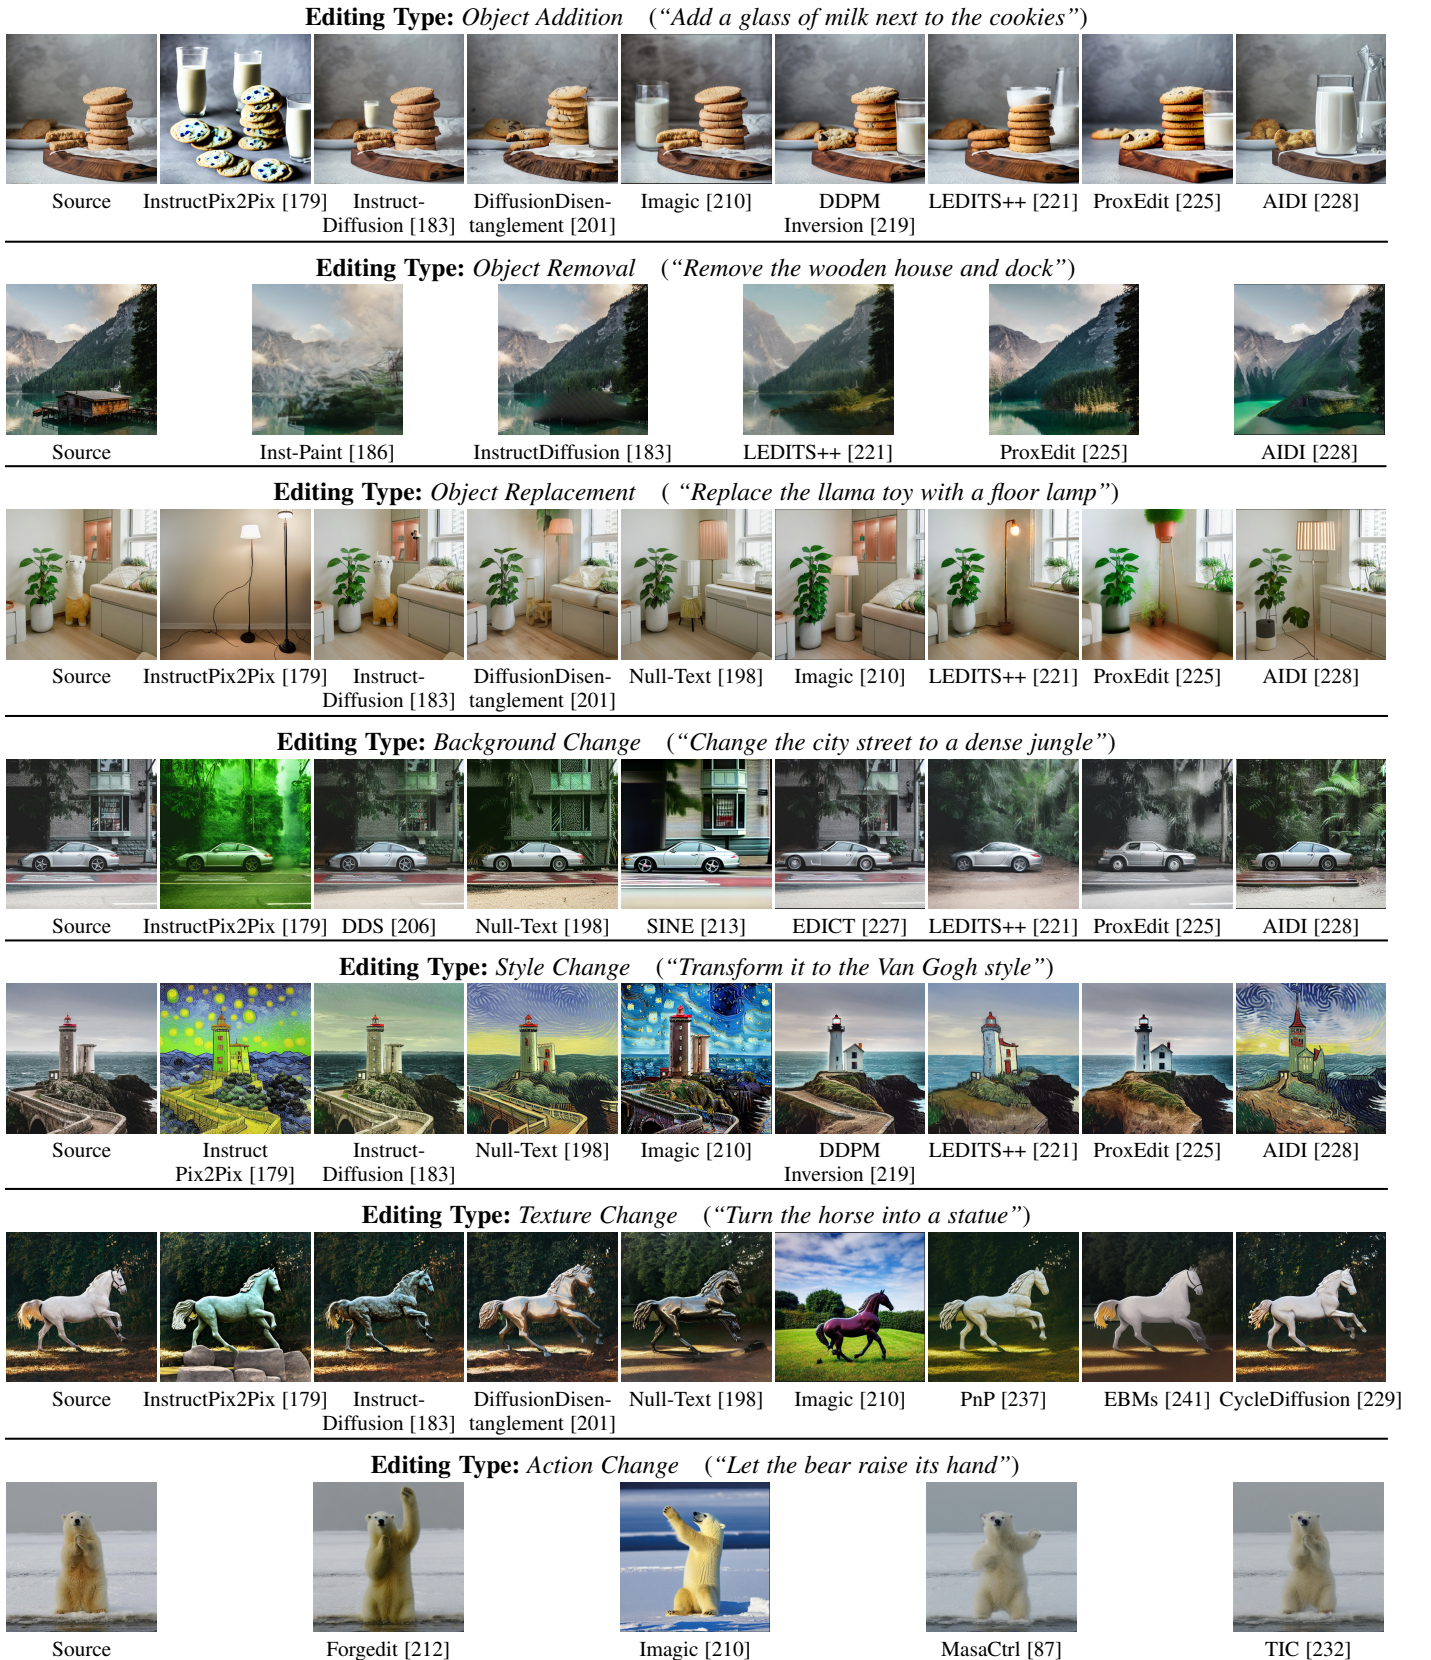 Editing Type: Object Addition ("Add a glass of milk next to the cookies")
Source InstructPix2Pix [179] Instruct- DiffusionDisen- Imagic [210] DDPM LEDITS++ [221] ProxEdit [225] AIDI [228]
Diffusion [183] tanglement [201] Inversion [219]
Editing Type: Object Removal ("Remove the wooden house and dock")
Source Inst-Paint [186] InstructDiffusion [183] LEDITS++ [221] ProxEdit [225] AIDI [228]
Editing Type: Object Replacement ( "Replace the llama toy with a floor lamp")
Source InstructPix2Pix [179] Instruct- DiffusionDisen- Null-Text [198] Imagic [210] LEDITS++ [221] ProxEdit [225] AIDI [228]
Diffusion [183] tanglement [201]
Editing Type: Background Change ("Change the city street to a dense jungle")
Source InstructPix2Pix [179] DDS [206] Null-Text [198] SINE [213] EDICT [227] LEDITS++ [221] ProxEdit [225] AIDI [228]
Editing Type: Style Change ("Transform it to the Van Gogh style")
Source Instruct Instruct- Null-Text [198] Imagic [210] DDPM LEDITS++ [221] ProxEdit [225] AIDI [228]
Pix2Pix [179] Diffusion [183] Inversion [219]
Editing Type: Texture Change ("Turn the horse into a statue")
Source InstructPix2Pix [179] Instruct- DiffusionDisen- Null-Text [198] Imagic [210] PnP [237] EBMs [241] CycleDiffusion [229]
Diffusion [183] tanglement [201]
Editing Type: Action Change ("Let the bear raise its hand")
Source Forgedit [212] Imagic [210] MasaCtrl [87] TIC [232]